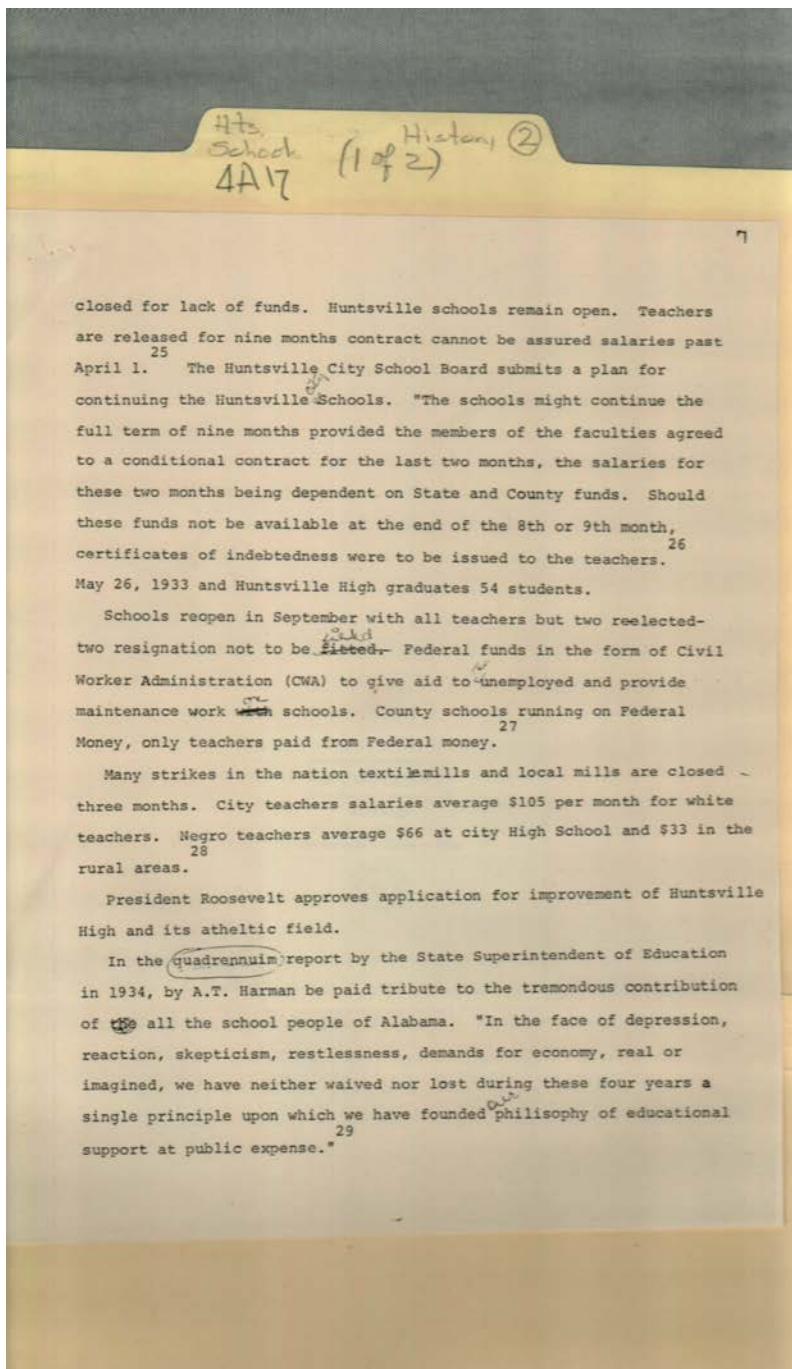 Hts.
School History ②
4A17 (1 of 2)
7
closed for lack of funds. Huntsville schools remain open. Teachers
are released for nine months contract cannot be assured salaries past
April 1.25 The Huntsville City School Board submits a plan for
continuing the Huntsville City Schools. "The schools might continue the
full term of nine months provided the members of the faculties agreed
to a conditional contract for the last two months, the salaries for
these two months being dependent on State and County funds. Should
these funds not be available at the end of the 8th or 9th month,
certificates of indebtedness were to be issued to the teachers.26
May 26, 1933 and Huntsville High graduates 54 students.
Schools reopen in September with all teachers but two reelected-
two resignation not to be fitted. Federal funds in the form of Civil
Worker Administration (CWA) to give aid to unemployed and provide
maintenance work with on schools. County schools running on Federal
Money, only teachers paid from Federal money.27
Many strikes in the nation textilemills and local mills are closed
three months. City teachers salaries average $105 per month for white
teachers. Negro teachers average $66 at city High School and $33 in the
rural areas.28
President Roosevelt approves application for improvement of Huntsville
High and its atheltic field.
In the quadrennuim report by the State Superintendent of Education
in 1934, by A.T. Harman be paid tribute to the tremondous contribution
of the all the school people of Alabama. "In the face of depression,
reaction, skepticism, restlessness, demands for economy, real or
imagined, we have neither waived nor lost during these four years a
single principle upon which we have founded our philisophy of educational
support at public expense."29